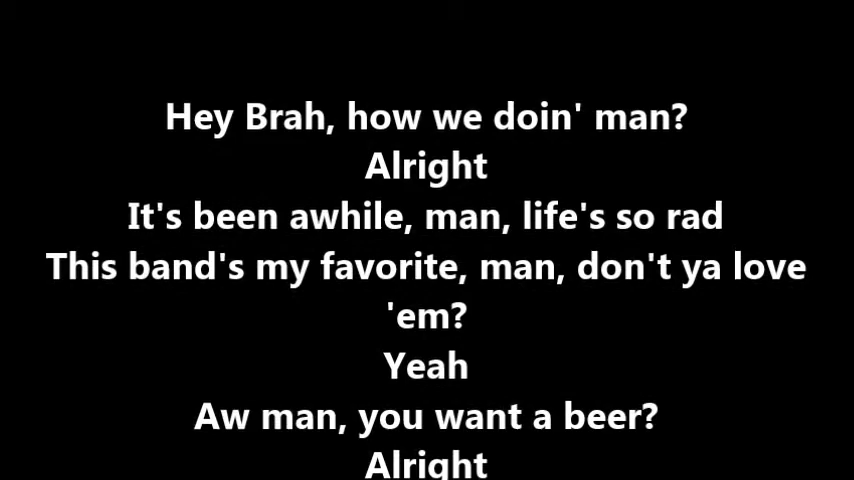 Hey Brah, how we doin' man?
Alright
It's been awhile, man, life's so rad
This band's my favorite, man, don't ya love
'em?
Yeah
Aw man, you want a beer?
Alright